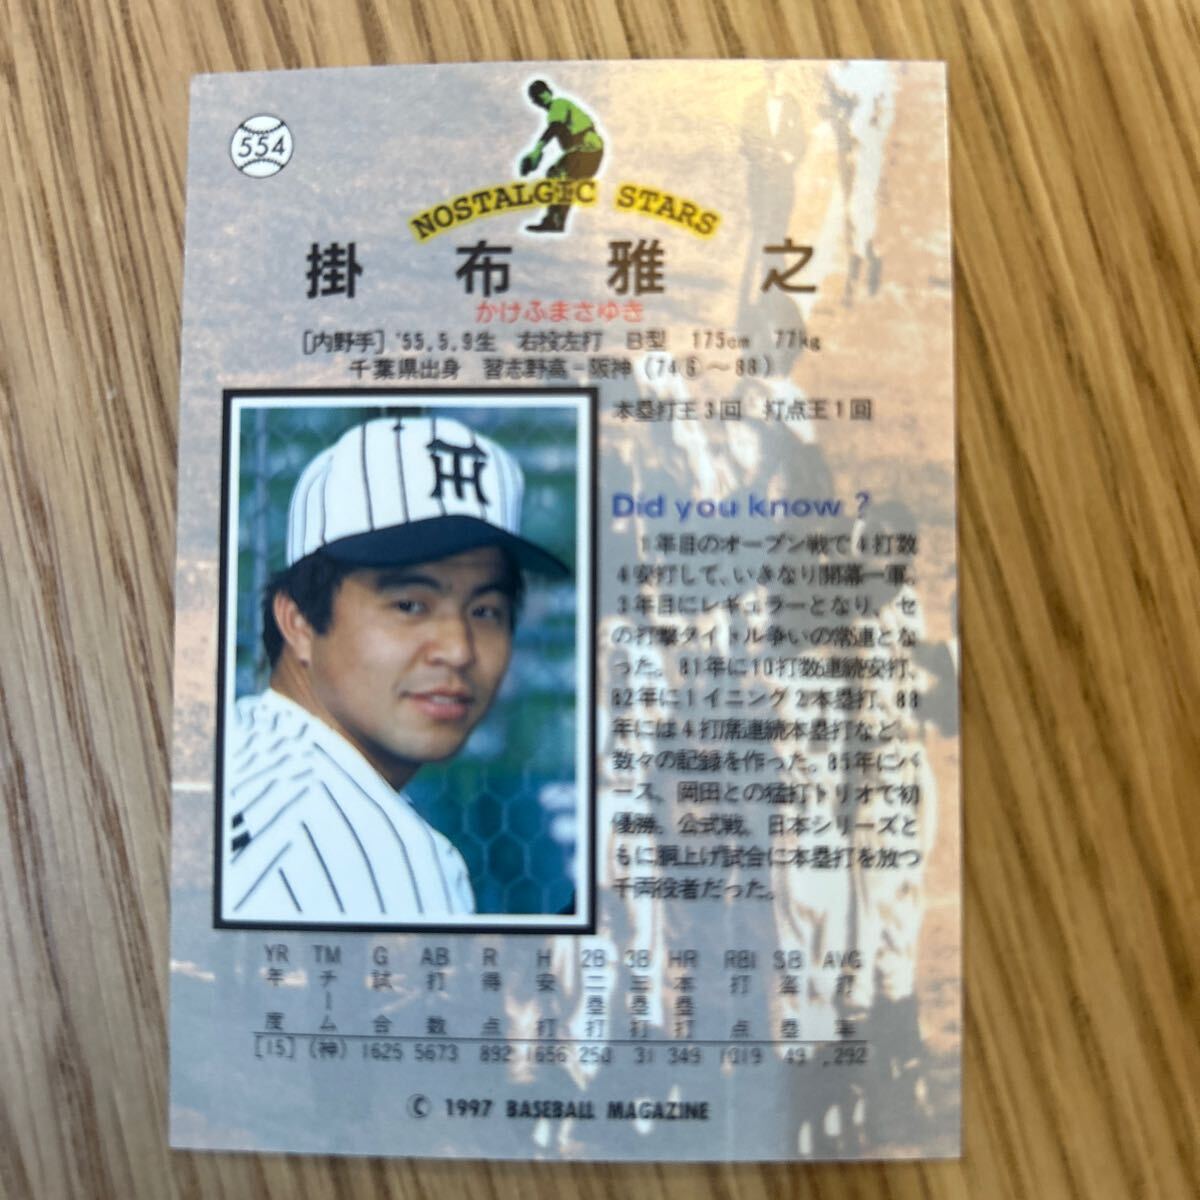 554
NOSTALGIC STARS
掛布雅之
かけふまさゆき
[内野手] '55.5.9生 右投左打 B型 175cm 77kg
千葉県出身 習志野高-阪神 (74⑥〜88)
本塁打王3回 打点王1回
Did you know ?
1年目のオープン戦で4打数
4安打して、いきなり開幕一軍。
3年目にレギュラーとなり、セ
の打撃タイトル争いの常連とな
った。81年に10打数連続安打、
82年に1イニング2本塁打、88
年には4打席連続本塁打など、
数々の記録を作った。85年にバ
ース、岡田との猛打トリオで初
優勝。公式戦、日本シリーズと
もに胴上げ試合に本塁打を放つ
千両役者だった。
YR TM G AB R H 2B 3B HR RBI SB AVG
年度 チーム 試合 打数 得点 安打 二塁打 三塁打 本塁打 打点 盗塁 打率
[15] (神) 1625 5673 892 1656 250 31 349 1019 49 .292
© 1997 BASEBALL MAGAZINE
TH